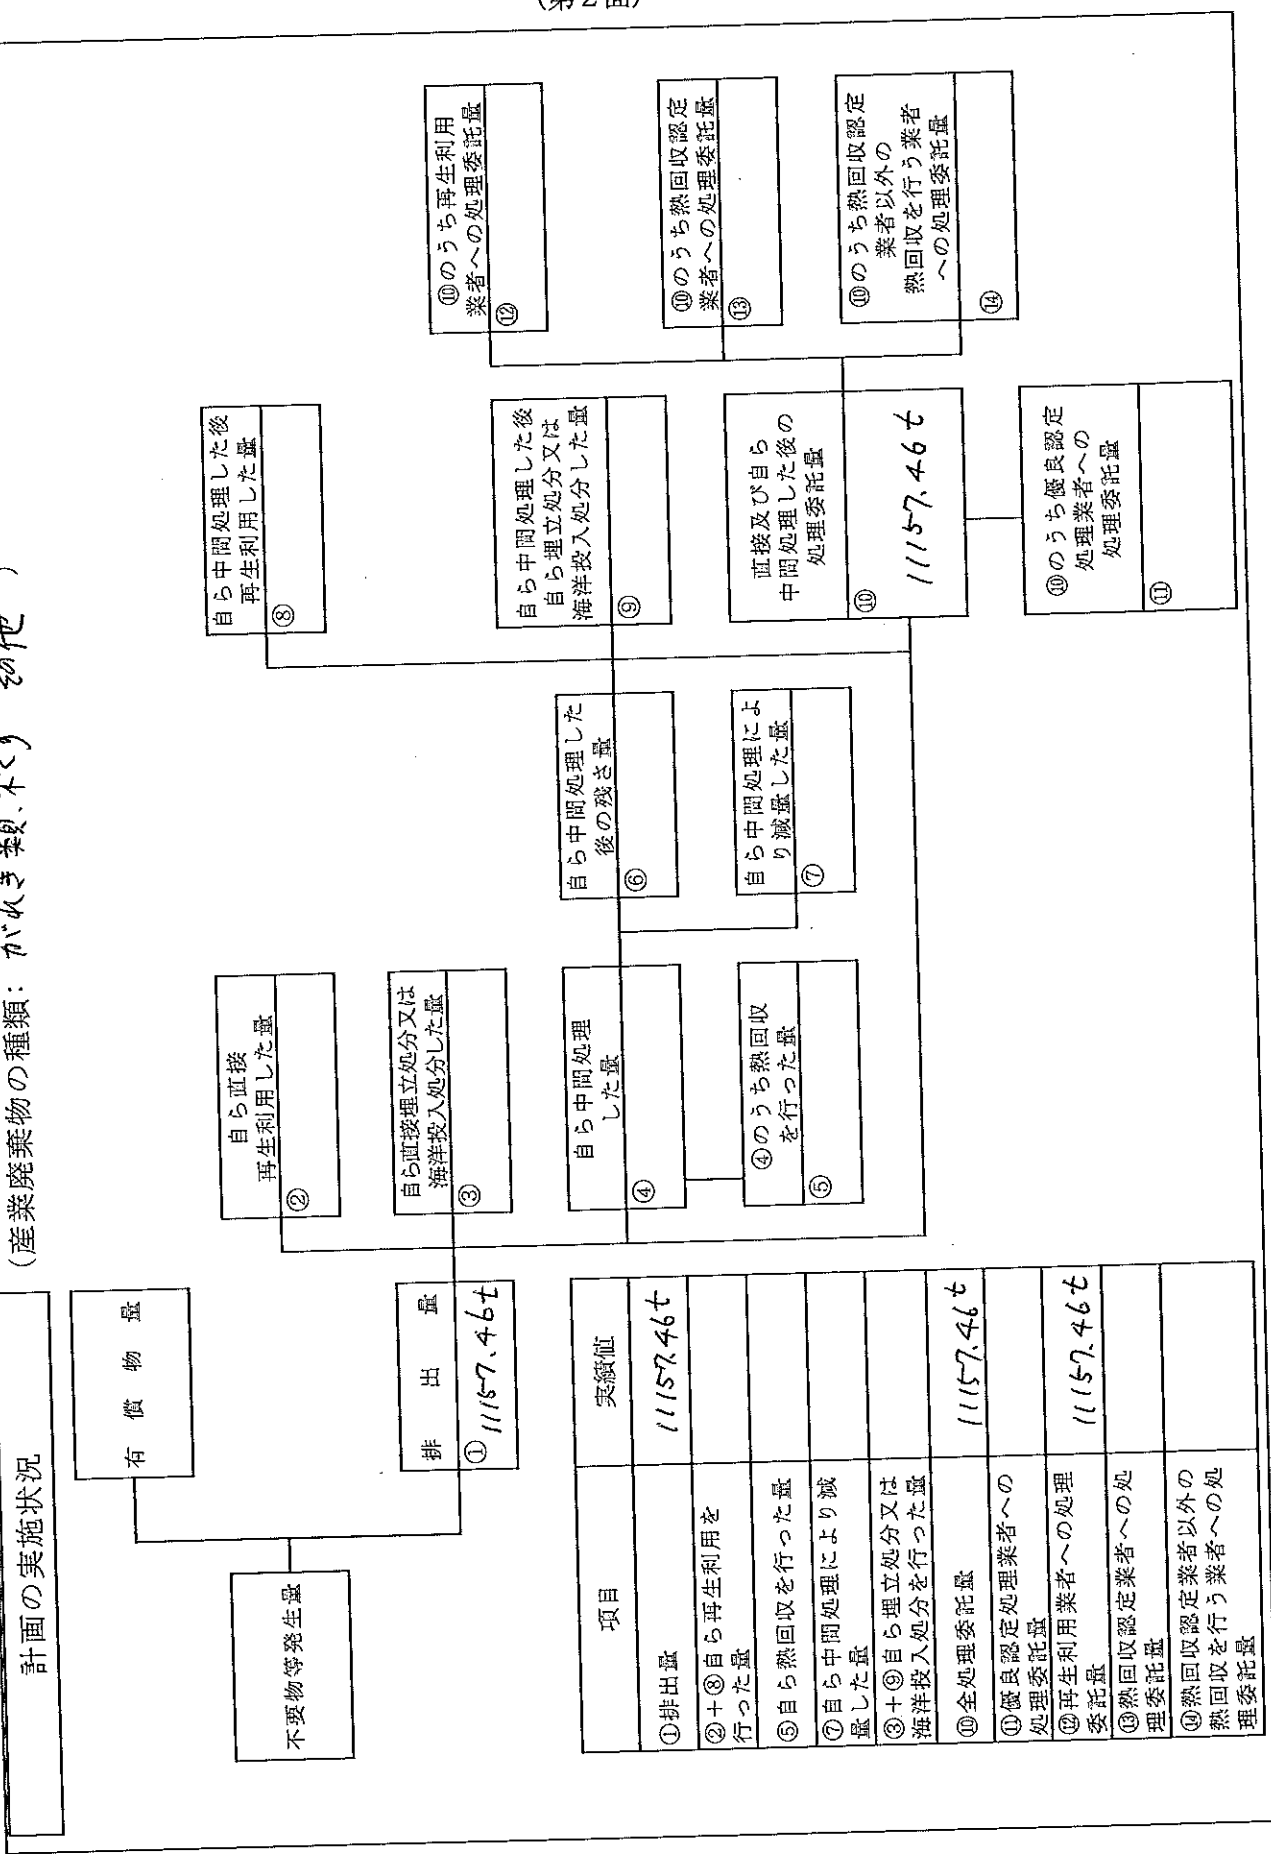 (第2面)
計画の実施状況
(産業廃棄物の種類: がれき類、木くず その他 )
有償物量
不要物等発生量
排出量
①11157.46t
自ら直接
再生利用した量
②
自ら直接埋立処分又は
海洋投入処分した量
③
自ら中間処理
した量
④
④のうち熱回収
を行った量
⑤
自ら中間処理した
後の残さ量
⑥
自ら中間処理によ
り減量した量
⑦
自ら中間処理した後
再生利用した量
⑧
自ら中間処理した後
自ら埋立処分又は
海洋投入処分した量
⑨
直接及び自ら
中間処理した後の
処理委託量
⑩
11157.46t
⑩のうち優良認定
処理業者への
処理委託量
⑪
⑩のうち再生利用
業者への処理委託量
⑫
⑩のうち熱回収認定
業者への処理委託量
⑬
⑩のうち熱回収認定
業者以外の
熱回収を行う業者
への処理委託量
⑭
項目 実績値
①排出量 11157.46t
②+⑧自ら再生利用を
行った量
⑤自ら熱回収を行った量
⑦自ら中間処理により減
量した量
③+⑨自ら埋立処分又は
海洋投入処分を行った量
⑩全処理委託量 11157.46t
⑪優良認定処理業者への
処理委託量
⑫再生利用業者への処理
委託量 11157.46t
⑬熱回収認定業者への処
理委託量
⑭熱回収認定業者以外の
熱回収を行う業者への処
理委託量